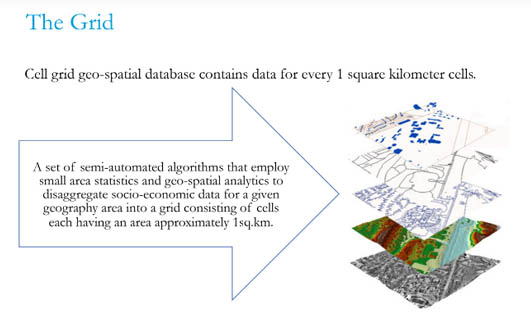 The Grid
Cell grid geo-spatial database contains data for every 1 square kilometer cells.
A set of semi-automated algorithms that employ
small area statistics and geo-spatial analytics to
disaggregate socio-economic data for a given
geography area into a grid consisting of cells
each having an area approximately 1sq.km.